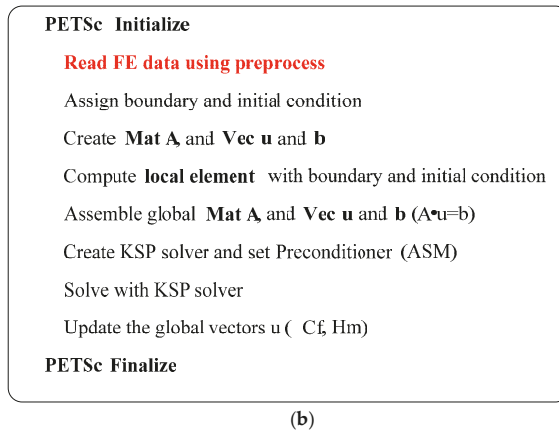 PETSc Initialize
Read FE data using preprocess
Assign boundary and initial condition
Create Mat A, and Vec u and b
Compute local element with boundary and initial condition
Assemble global Mat A, and Vec u and b (A•u=b)
Create KSP solver and set Preconditioner (ASM)
Solve with KSP solver
Update the global vectors u ( Cf, Hm)
PETSc Finalize
(b)